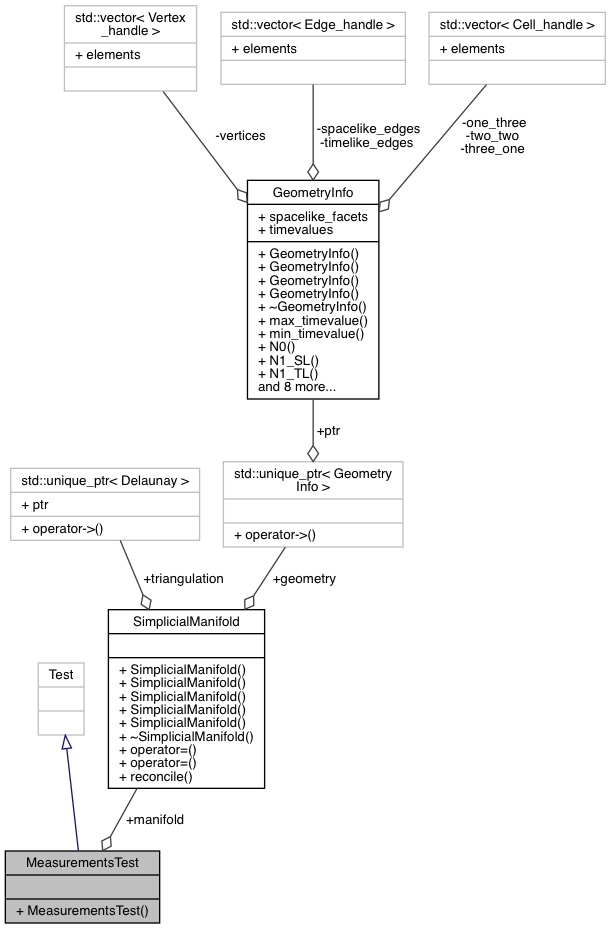 std::vector< Vertex
_handle >
+ elements
std::vector< Edge_handle >
+ elements
std::vector< Cell_handle >
+ elements
-vertices
-spacelike_edges
-timelike_edges
-one_three
-two_two
-three_one
GeometryInfo
+ spacelike_facets
+ timevalues
+ GeometryInfo()
+ GeometryInfo()
+ GeometryInfo()
+ GeometryInfo()
+ ~GeometryInfo()
+ max_timevalue()
+ min_timevalue()
+ N0()
+ N1_SL()
+ N1_TL()
and 8 more...
+ptr
std::unique_ptr< Delaunay >
+ ptr
+ operator->()
std::unique_ptr< Geometry
Info >
+ operator->()
+triangulation
+geometry
SimplicialManifold
+ SimplicialManifold()
+ SimplicialManifold()
+ SimplicialManifold()
+ SimplicialManifold()
+ SimplicialManifold()
+ ~SimplicialManifold()
+ operator=()
+ operator=()
+ reconcile()
Test
+manifold
MeasurementsTest
+ MeasurementsTest()